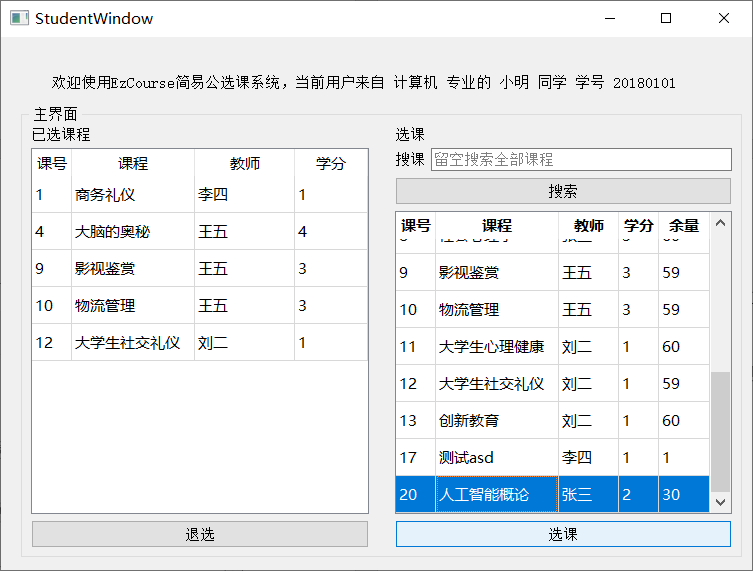 StudentWindow
欢迎使用EzCourse简易公选课系统，当前用户来自 计算机 专业的 小明 同学 学号 20180101
主界面
已选课程
课号 课程 教师 学分
1 商务礼仪 李四 1
4 大脑的奥秘 王五 4
9 影视鉴赏 王五 3
10 物流管理 王五 3
12 大学生社交礼仪 刘二 1
退选
选课
搜课 留空搜索全部课程
搜索
课号 课程 教师 学分 余量
9 影视鉴赏 王五 3 59
10 物流管理 王五 3 59
11 大学生心理健康 刘二 1 60
12 大学生社交礼仪 刘二 1 59
13 创新教育 刘二 1 60
17 测试asd 李四 1 1
20 人工智能概论 张三 2 30
选课